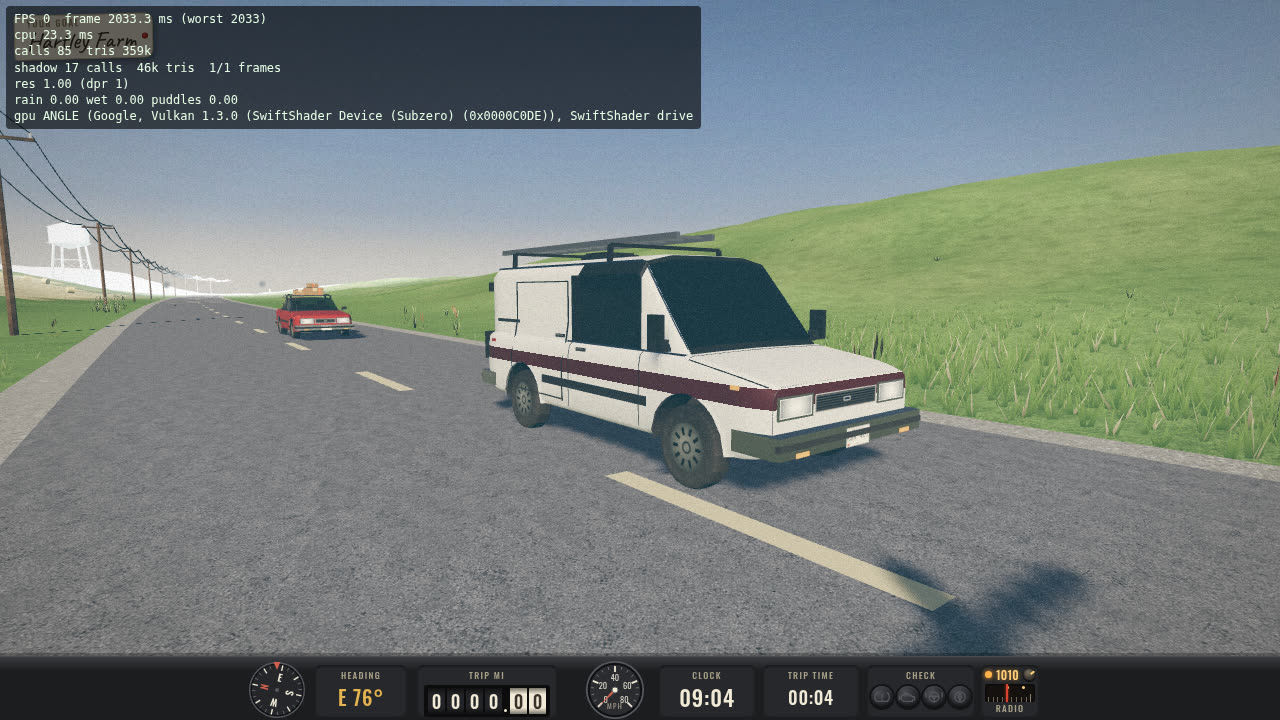 FPS 0 frame 2033.3 ms (worst 2033)
cpu 23.3 ms
calls 85 tris 359k
shadow 17 calls 46k tris 1/1 frames
res 1.00 (dpr 1)
rain 0.00 wet 0.00 puddles 0.00
gpu ANGLE (Google, Vulkan 1.3.0 (SwiftShader Device (Subzero) (0x0000C0DE)), SwiftShader drive
Hartley Farm
E S W N
HEADING
E 76°
TRIP MI
0000.00
20 40 60 80
MPH
CLOCK
09:04
TRIP TIME
00:04
CHECK
1010
RADIO